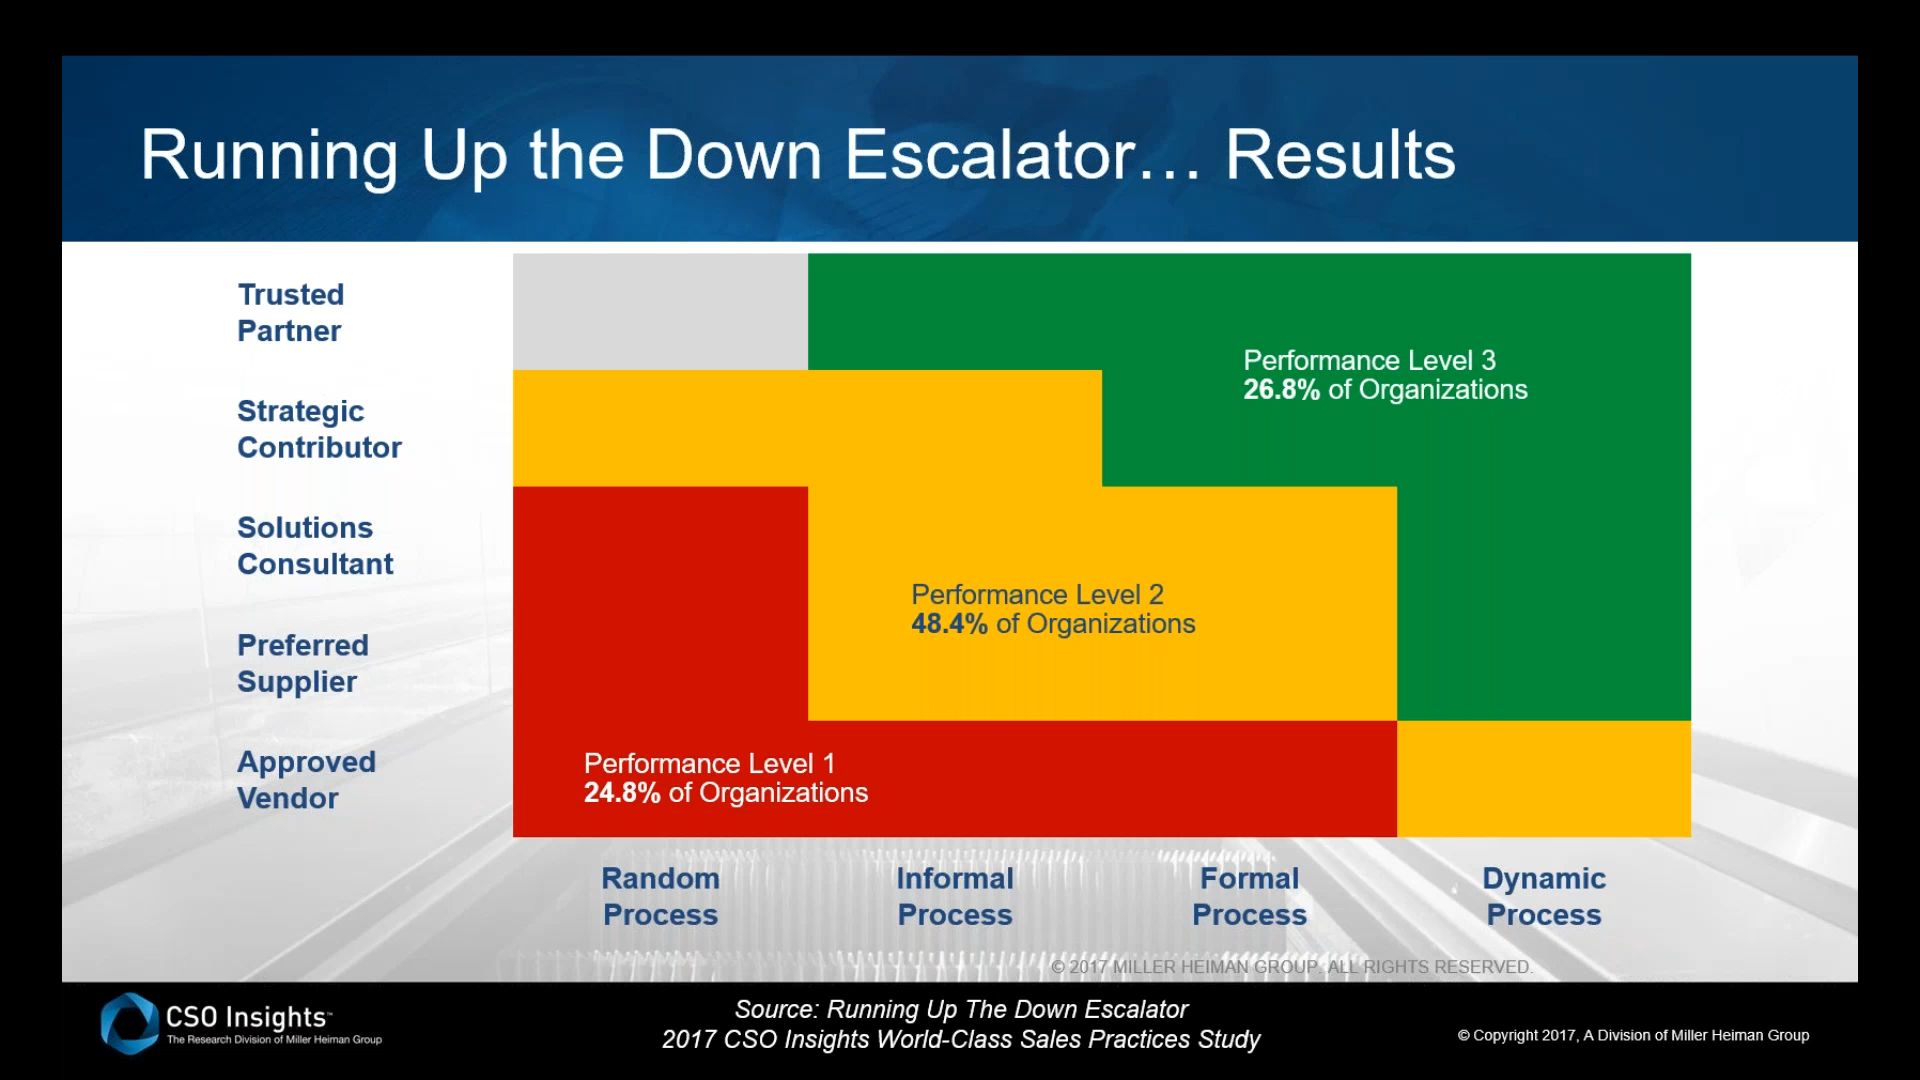 Running Up the Down Escalator… Results
Trusted
Partner
Strategic
Contributor
Solutions
Consultant
Preferred
Supplier
Approved
Vendor
Performance Level 3
26.8% of Organizations
Performance Level 2
48.4% of Organizations
Performance Level 1
24.8% of Organizations
Random
Process
Informal
Process
Formal
Process
Dynamic
Process
© 2017 MILLER HEIMAN GROUP. ALL RIGHTS RESERVED.
CSO Insights™
The Research Division of Miller Heiman Group
Source: Running Up The Down Escalator
2017 CSO Insights World-Class Sales Practices Study
© Copyright 2017, A Division of Miller Heiman Group